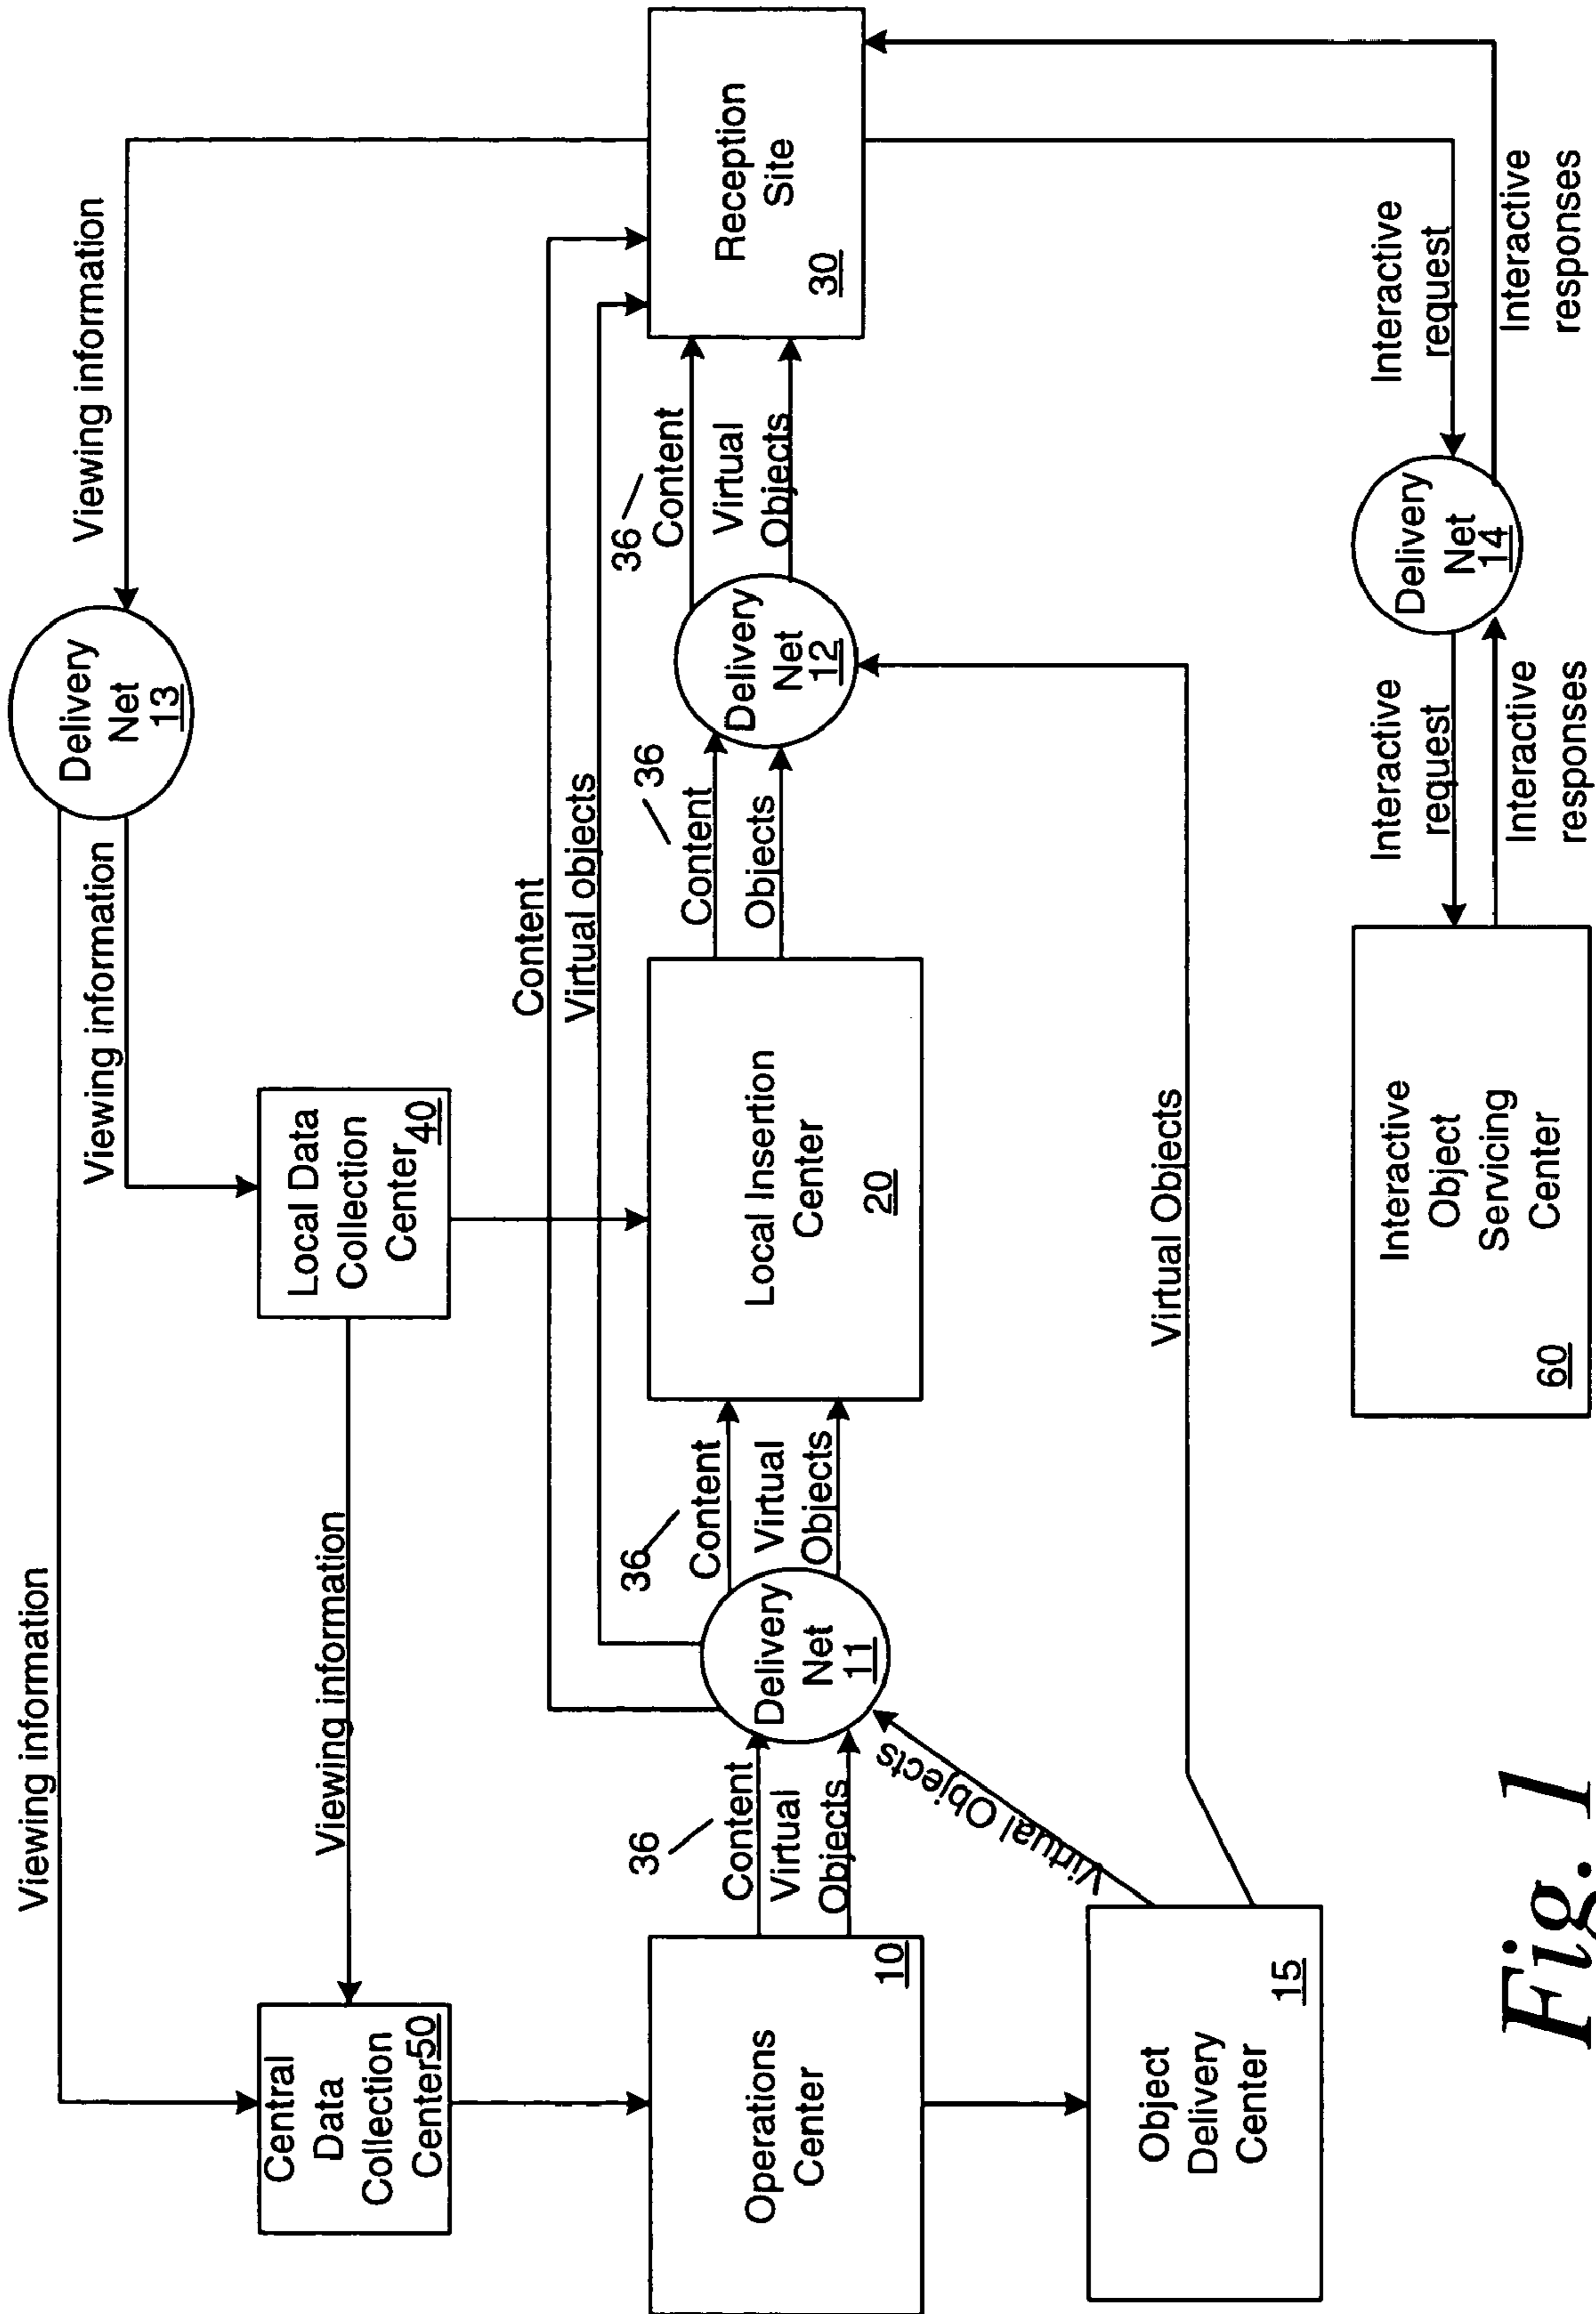 Viewing information
Delivery
Net
13
Viewing information
Viewing information
Viewing information
Central
Data
Collection
Center 50
Local Data
Collection
Center 40
Content
Virtual objects
Operations
Center
10
36
Content
Virtual
Objects
Delivery
Net
11
36
Content
Virtual
Objects
Local Insertion
Center
20
36
Content
Objects
Delivery
Net
12
36
Content
Virtual
Objects
Reception
Site
30
Virtual Objects
Virtual Objects
Object
Delivery
Center
15
Interactive
Object
Servicing
Center
60
Interactive
request
Interactive
responses
Delivery
Net
14
Interactive
request
Interactive
responses
Fig. 1